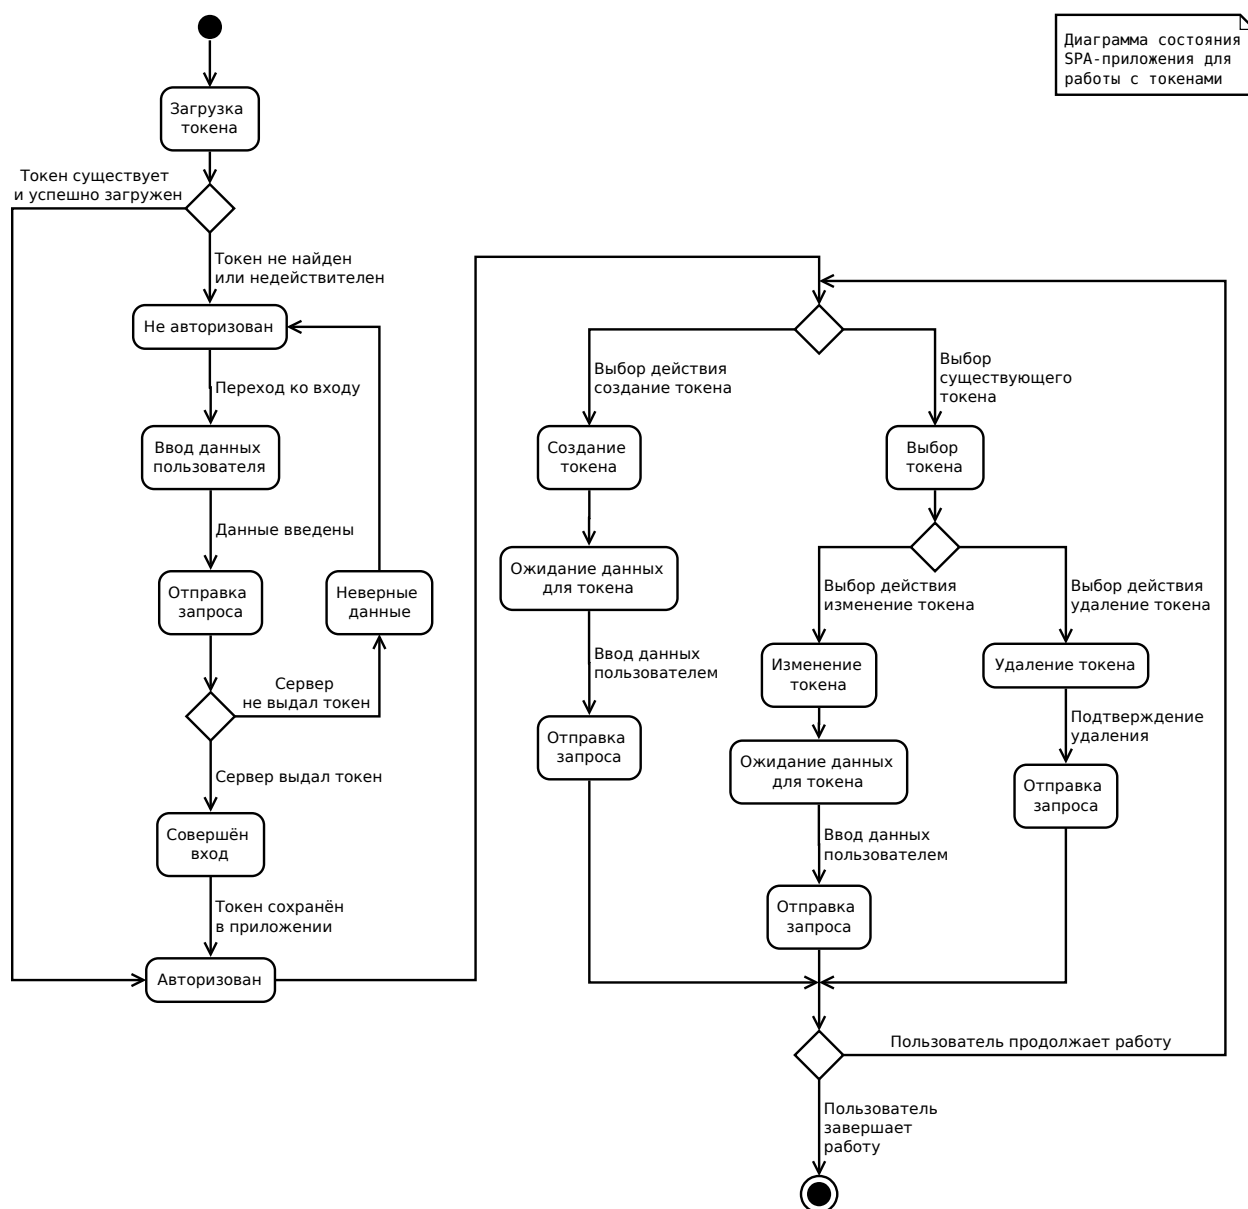 Диаграмма состояния
SPA-приложения для
работы с токенами
Загрузка
токена
Токен существует
и успешно загружен
Токен не найден
или недействителен
Не авторизован
Переход ко входу
Ввод данных
пользователя
Данные введены
Отправка
запроса
Неверные
данные
Сервер
не выдал токен
Сервер выдал токен
Совершён
вход
Токен сохранён
в приложении
Авторизован
Выбор действия
создание токена
Выбор
существующего
токена
Создание
токена
Выбор
токена
Ожидание данных
для токена
Выбор действия
изменение токена
Выбор действия
удаление токена
Ввод данных
пользователем
Изменение
токена
Удаление токена
Отправка
запроса
Ожидание данных
для токена
Подтверждение
удаления
Отправка
запроса
Ввод данных
пользователем
Отправка
запроса
Пользователь продолжает работу
Пользователь
завершает
работу